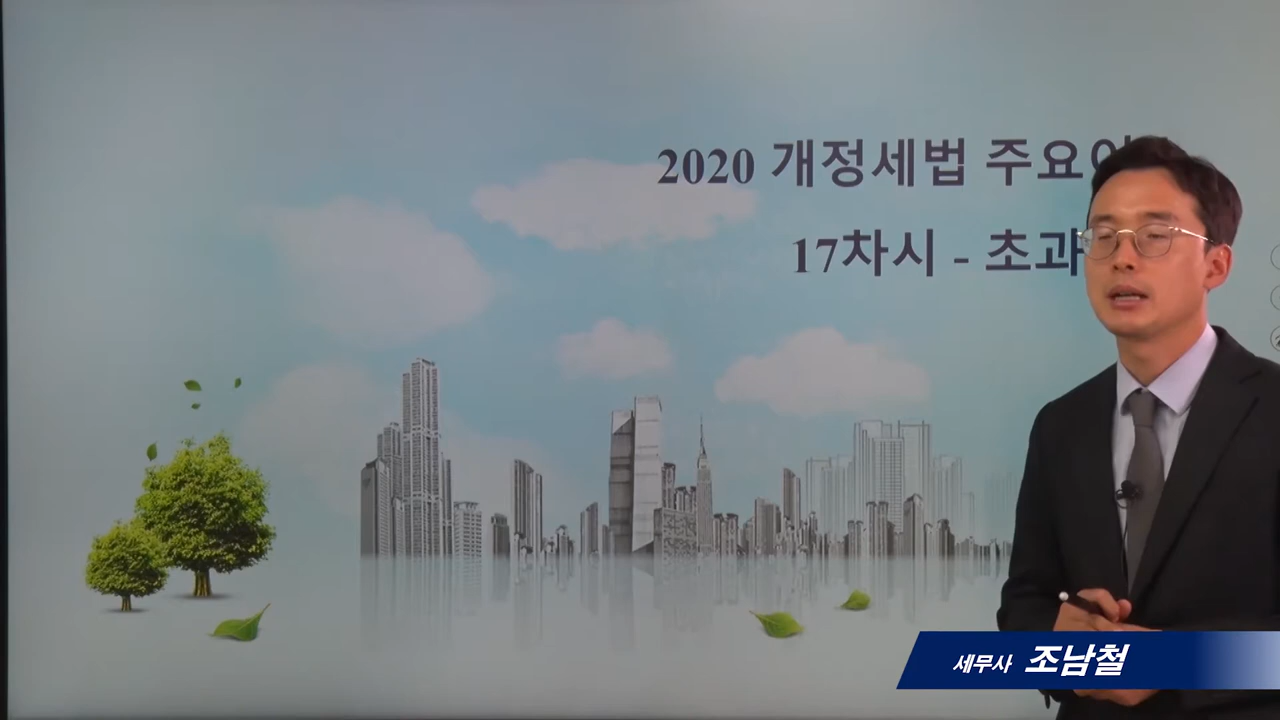 2020 개정세법 주요
17차시 - 초과
세무사 조남철